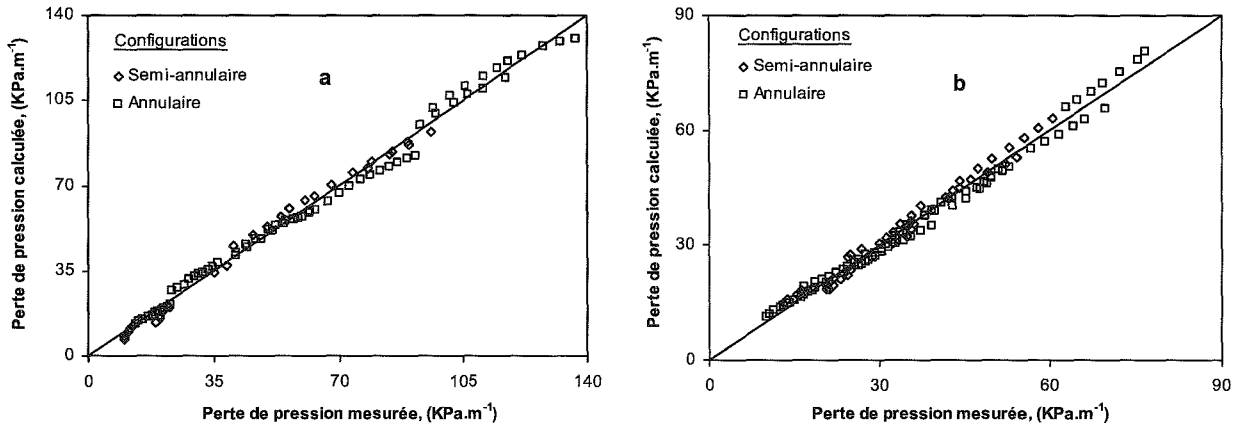 140
105
70
35
0
Perte de pression calculée, (KPa.m⁻¹)
Configurations
Semi-annulaire
Annulaire
a
0 35 70 105 140
Perte de pression mesurée, (KPa.m⁻¹)
90
60
30
0
Perte de pression calculée, (KPa.m⁻¹)
Configurations
Semi-annulaire
Annulaire
b
0 30 60 90
Perte de pression mesurée, (KPa.m⁻¹)